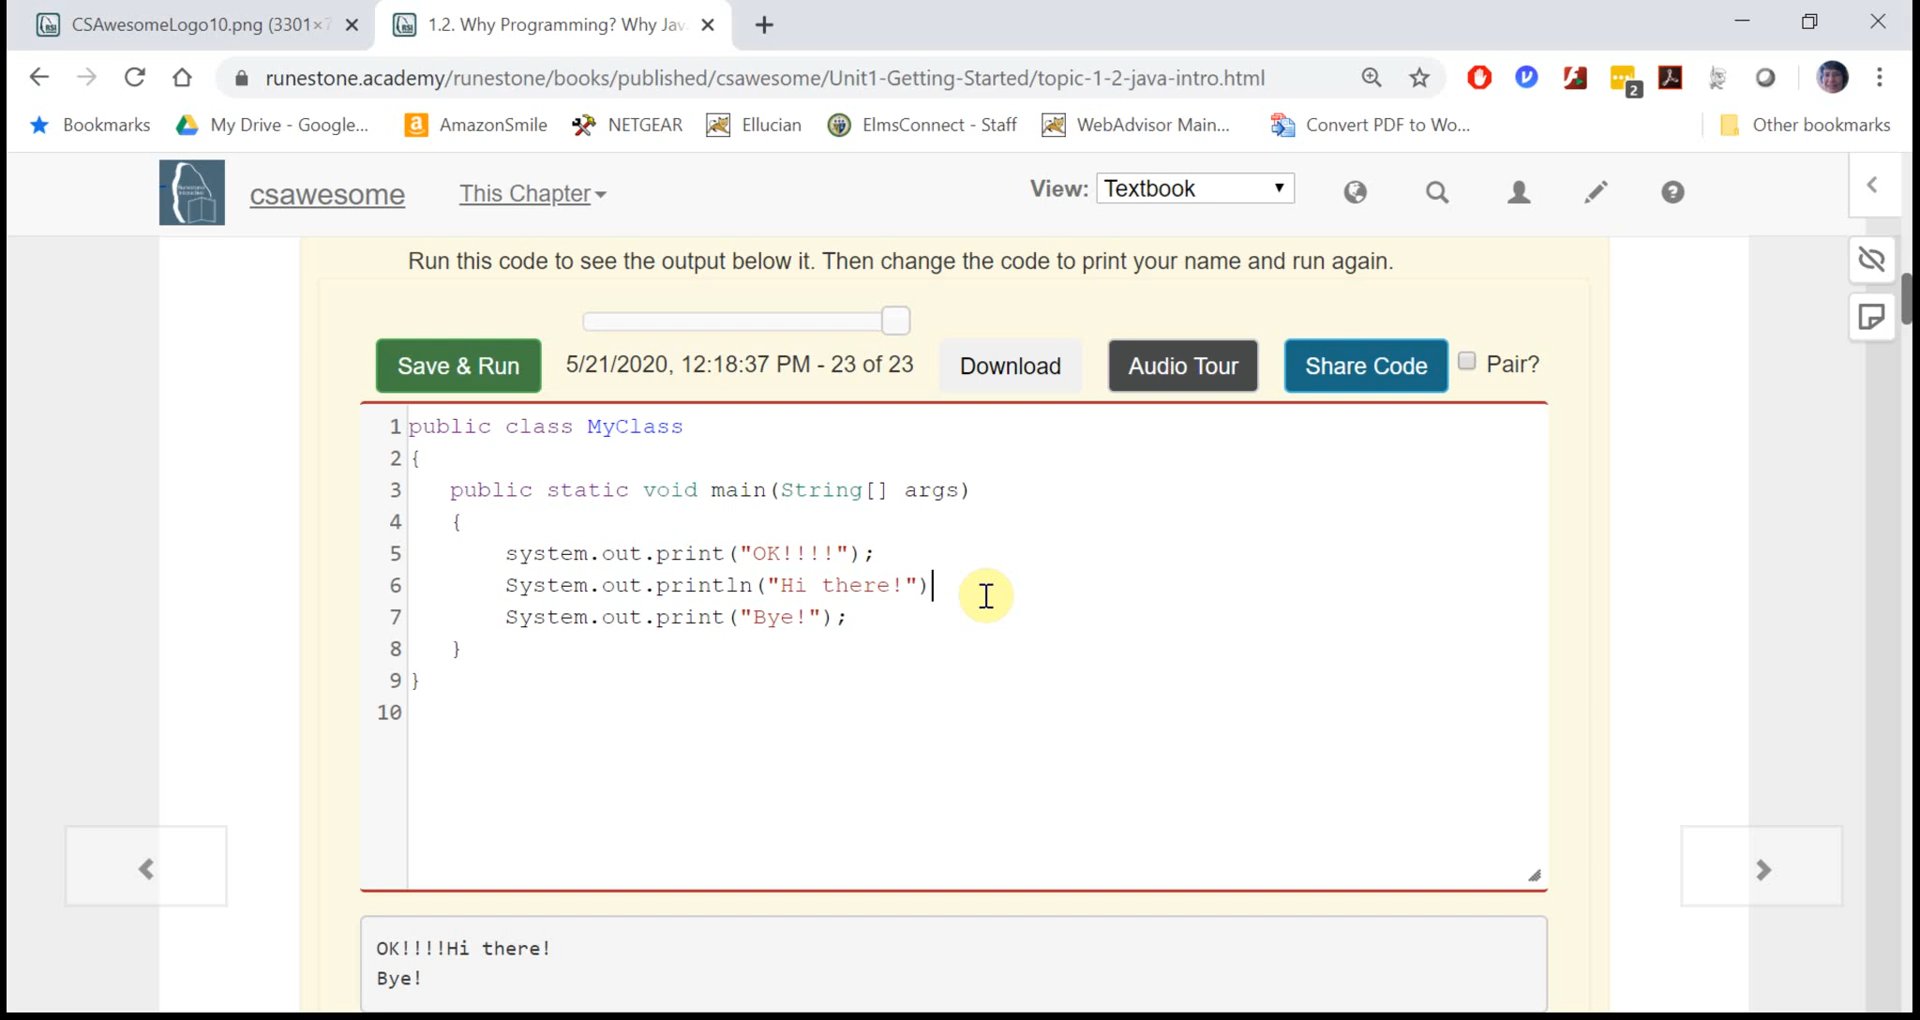 CSAwesomeLogo10.png (3301×7
1.2. Why Programming? Why Jav
runestone.academy/runestone/books/published/csawesome/Unit1-Getting-Started/topic-1-2-java-intro.html
2
Bookmarks
My Drive - Google...
AmazonSmile
NETGEAR
Ellucian
ElmsConnect - Staff
WebAdvisor Main...
Convert PDF to Wo...
Other bookmarks
csawesome
This Chapter
View:
Textbook
Run this code to see the output below it. Then change the code to print your name and run again.
Save & Run
5/21/2020, 12:18:37 PM - 23 of 23
Download
Audio Tour
Share Code
Pair?
1 public class MyClass
2 {
3 public static void main(String[] args)
4 {
5 system.out.print("OK!!!!");
6 System.out.println("Hi there!")
7 System.out.print("Bye!");
8 }
9 }
10
OK!!!!Hi there!
Bye!